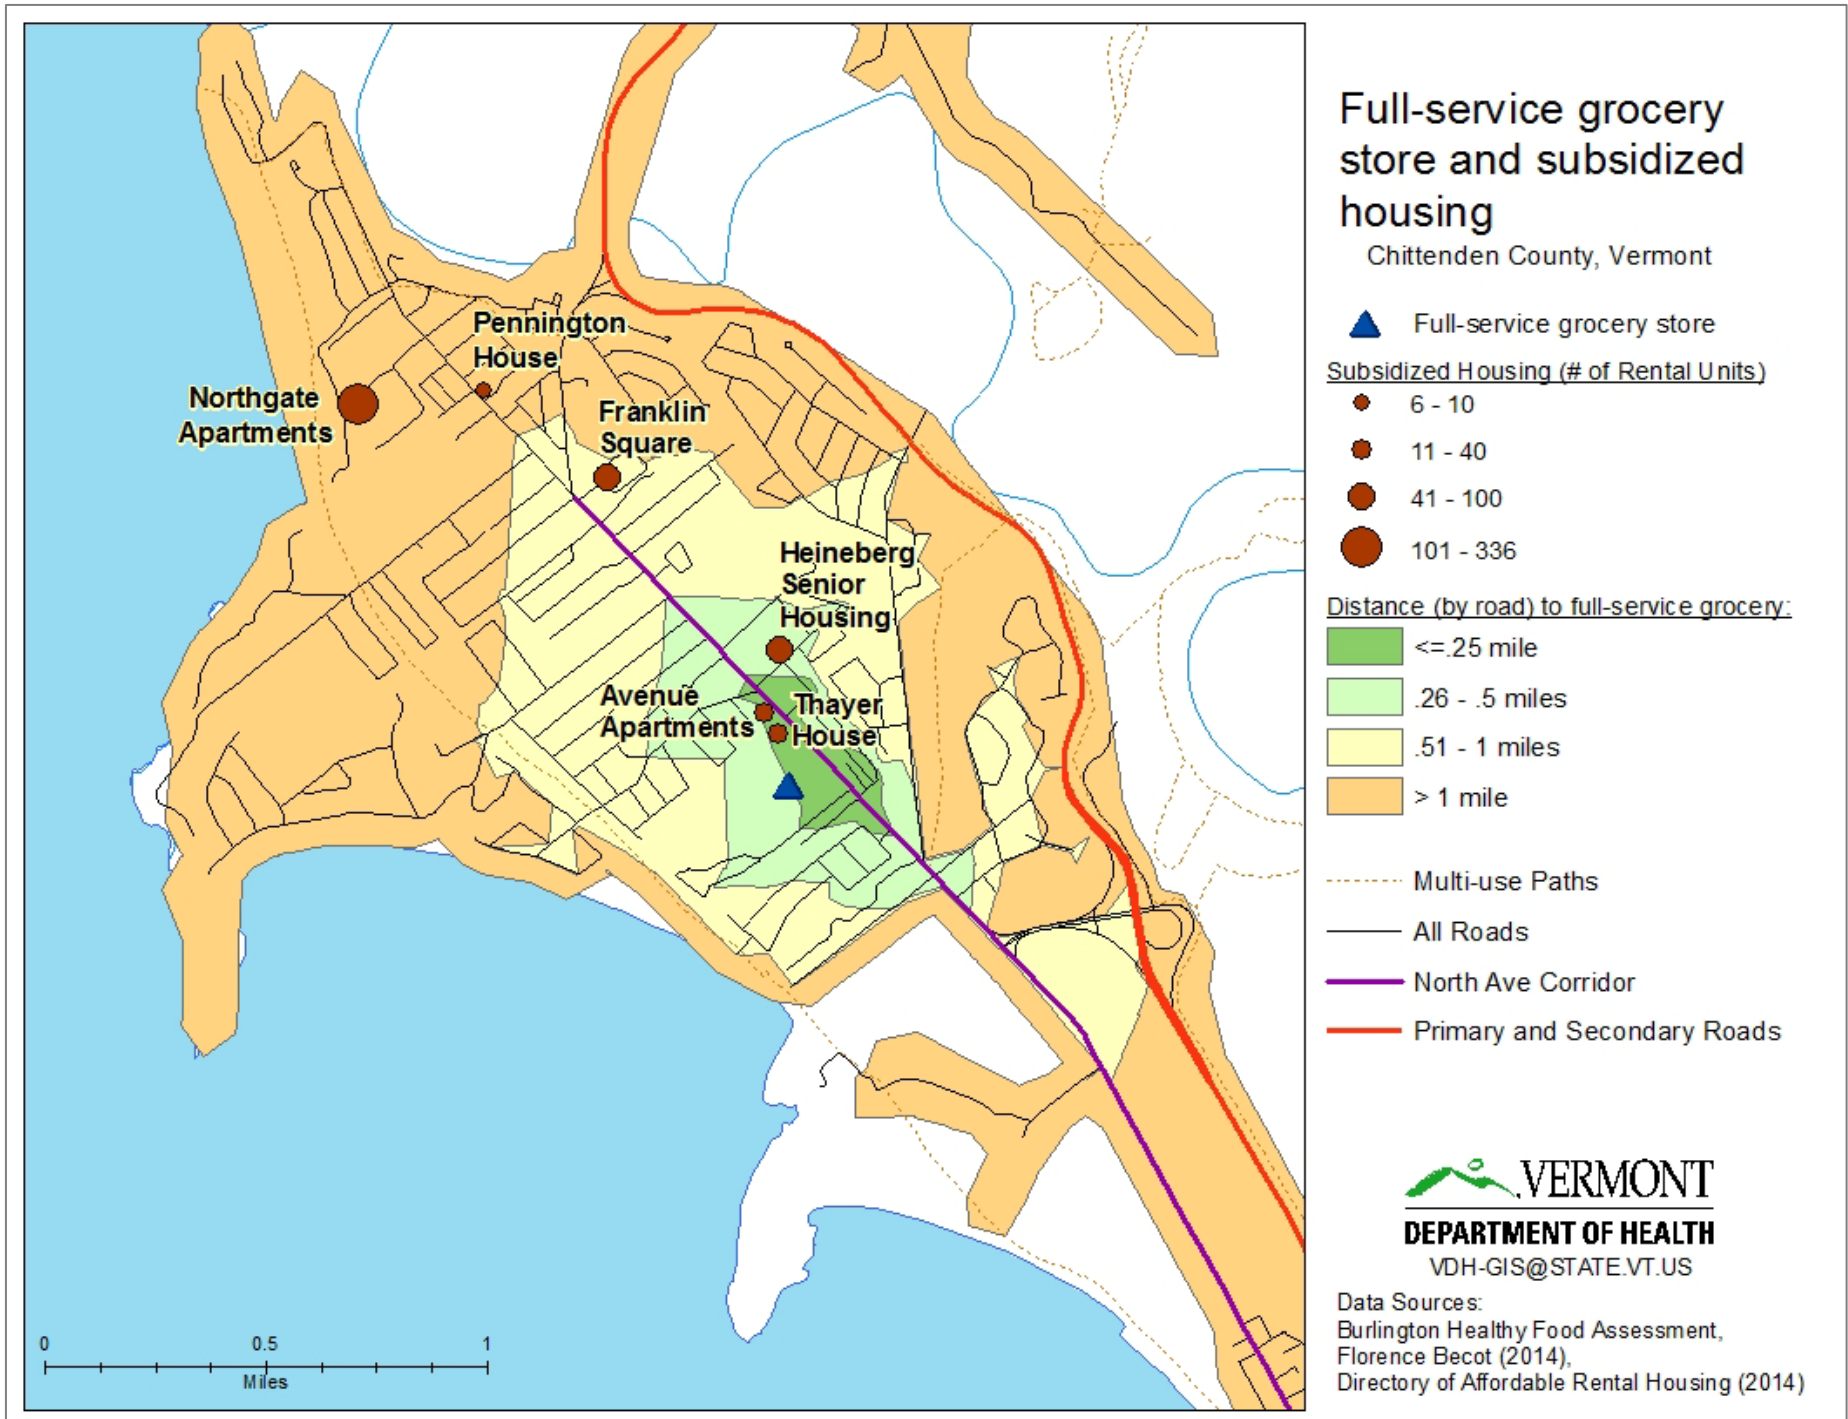 Full-service grocery
store and subsidized
housing
Chittenden County, Vermont
Full-service grocery store
Subsidized Housing (# of Rental Units)
6 - 10
11 - 40
41 - 100
101 - 336
Distance (by road) to full-service grocery:
<=.25 mile
.26 - .5 miles
.51 - 1 miles
> 1 mile
Multi-use Paths
All Roads
North Ave Corridor
Primary and Secondary Roads
VERMONT
DEPARTMENT OF HEALTH
VDH-GIS@STATE.VT.US
Data Sources:
Burlington Healthy Food Assessment,
Florence Becot (2014),
Directory of Affordable Rental Housing (2014)
Pennington
House
Northgate
Apartments
Franklin
Square
Heineberg
Senior
Housing
Avenue
Apartments
Thayer
House
0 0.5 1
Miles